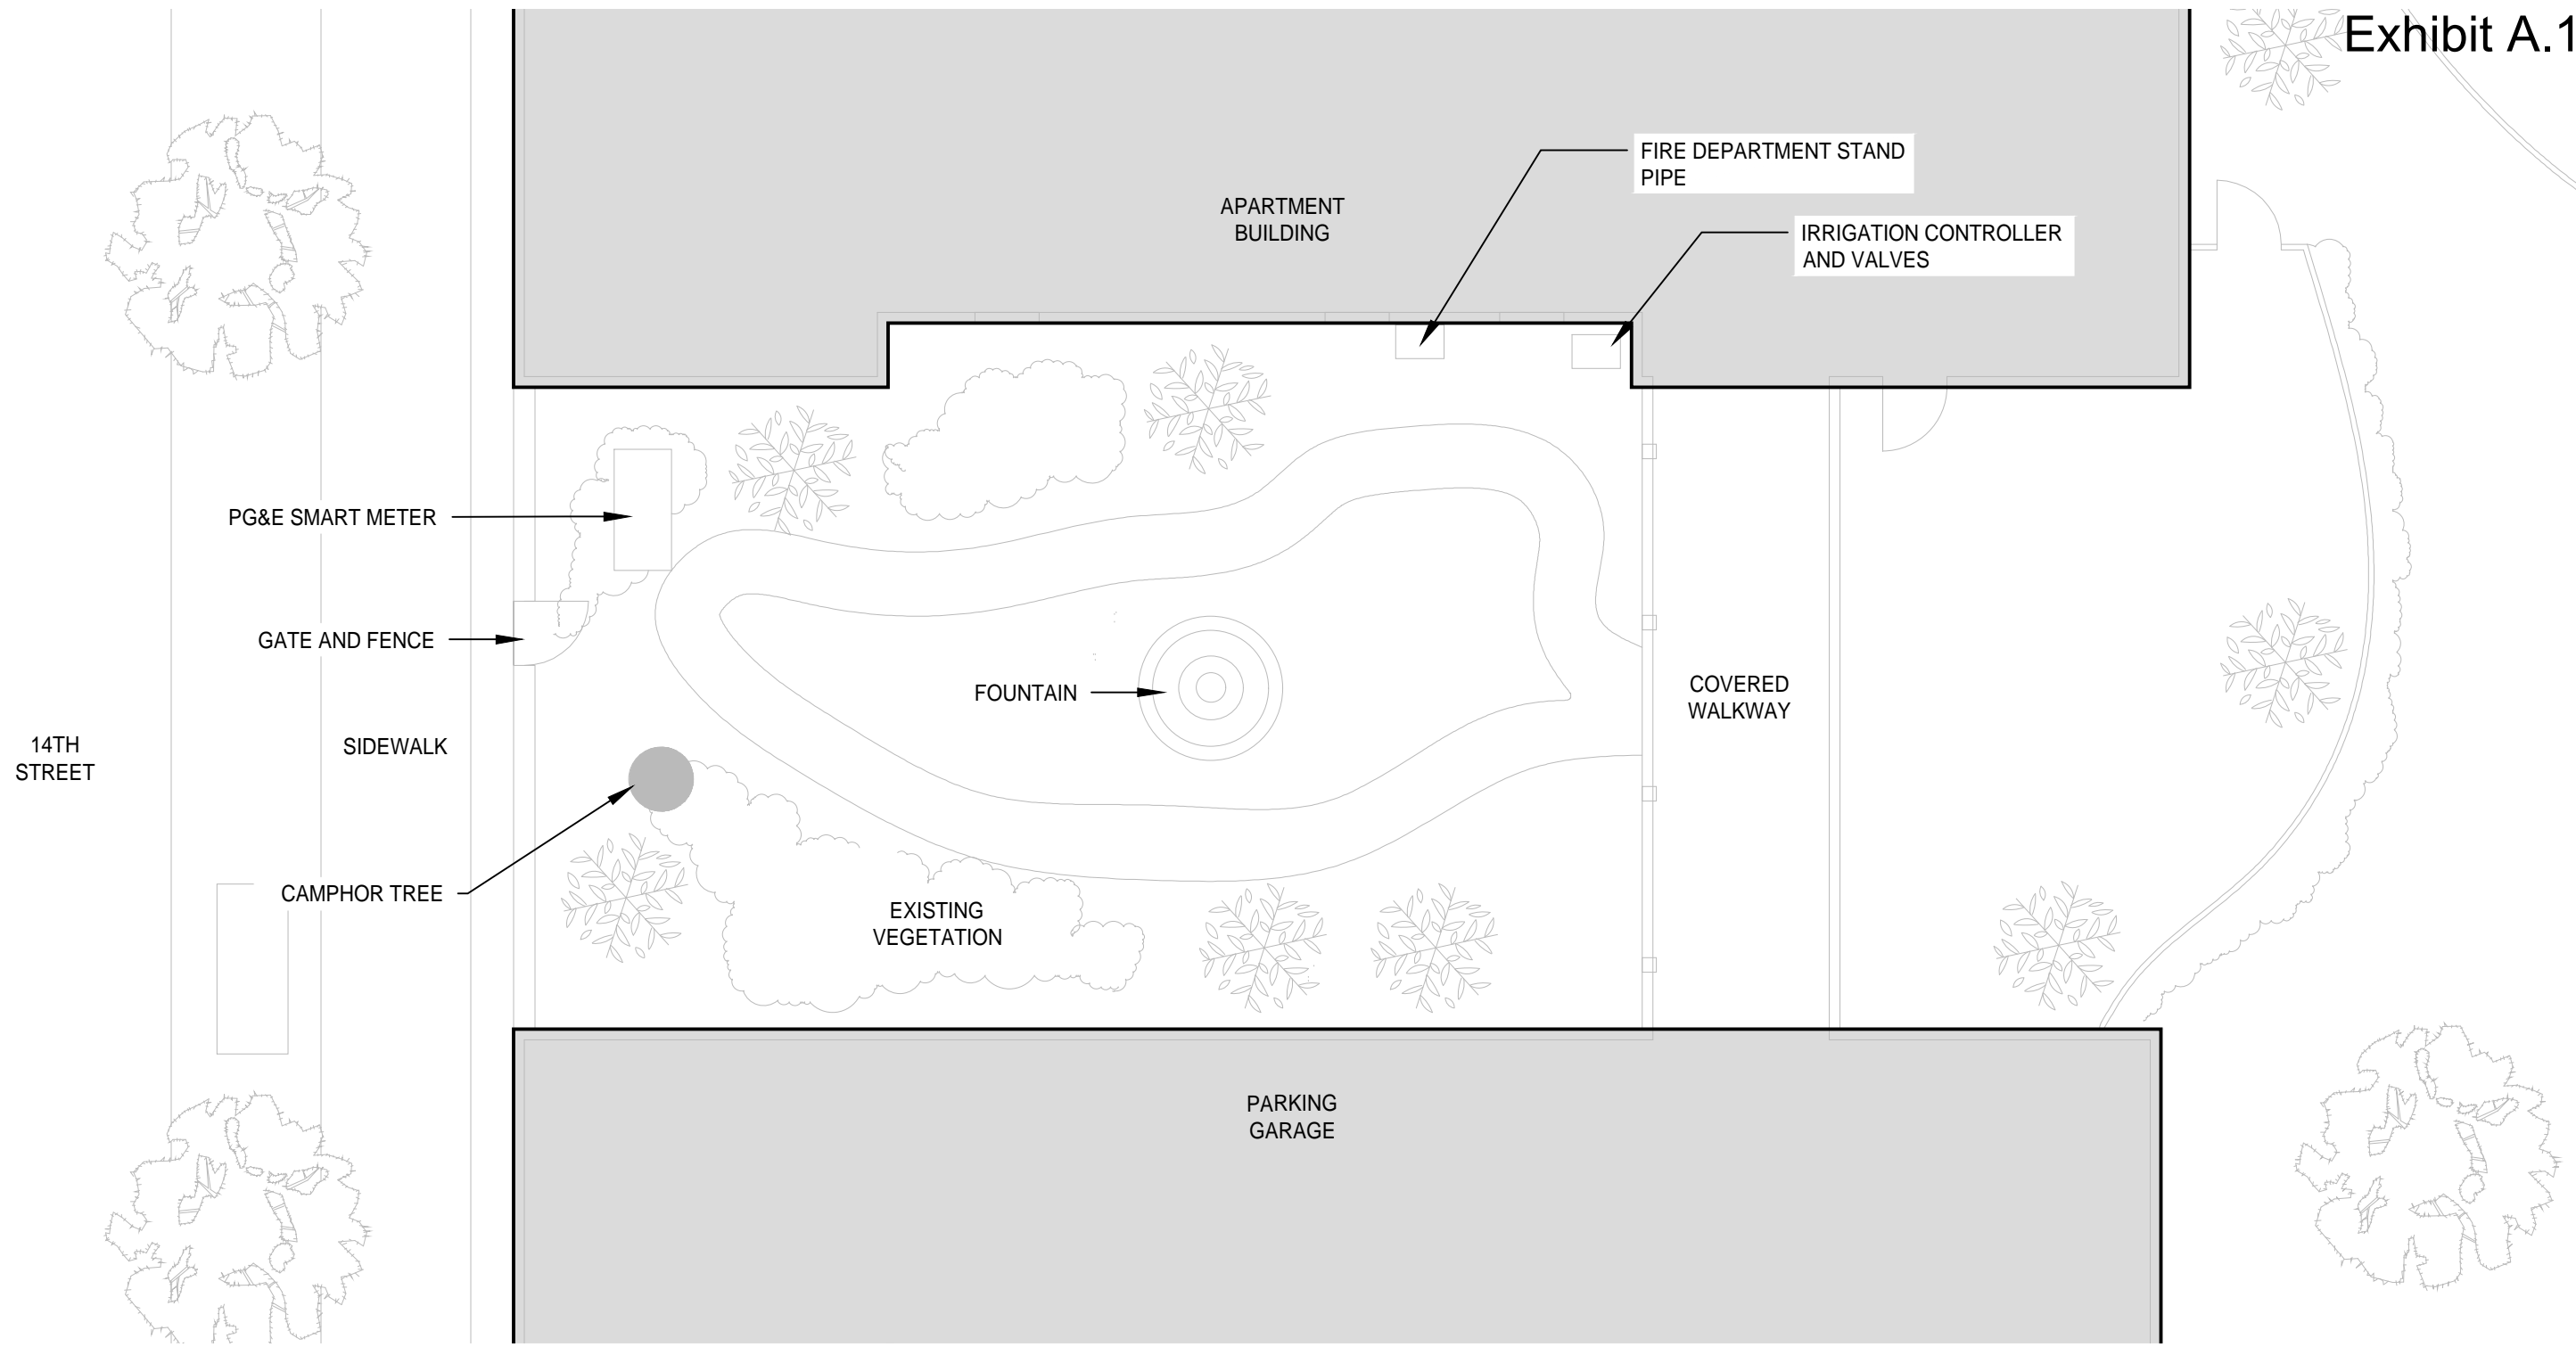 Exhibit A.1
FIRE DEPARTMENT STAND
PIPE
APARTMENT
BUILDING
IRRIGATION CONTROLLER
AND VALVES
PG&E SMART METER
GATE AND FENCE
FOUNTAIN
COVERED
WALKWAY
14TH
STREET
SIDEWALK
CAMPHOR TREE
EXISTING
VEGETATION
PARKING
GARAGE